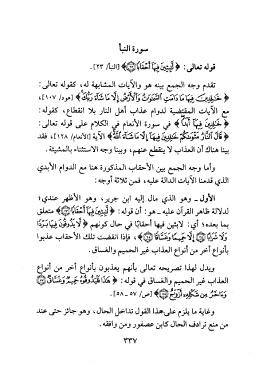 سورة النبأ
قوله تعالى: ﴿ لَّٰبِثِينَ فِيهَآ أَحْقَابًا ﴾ [النبأ/ ٢٣].
تقدم وجه الجمع بينه هو والآيات المشابهة له، كقوله تعالى:
﴿ خَٰلِدِينَ فِيهَا مَا دَامَتِ ٱلسَّمَٰوَٰتُ وَٱلْأَرْضُ إِلَّا مَا شَآءَ رَبُّكَ ﴾ [هود/ ١٠٧]،
مع الآيات المقتضية لدوام عذاب أهل النار بلا انقطاع، كقوله:
﴿ خَٰلِدِينَ فِيهَآ أَبَدًا ﴾ في سورة الأنعام في الكلام على قوله تعالى:
﴿ قَالَ ٱلنَّارُ مَثْوَىٰكُمْ خَٰلِدِينَ فِيهَآ إِلَّا مَا شَآءَ ٱللَّهُ ﴾ الآية [الأنعام/ ١٢٨]، فقد
بينا هناك أن العذاب لا ينقطع عنهم، وبينا وجه الاستثناء بالمشيئة.
وأما وجه الجمع بين الأحقاب المذكورة هنا مع الدوام الأبدي
الذي قدمنا الآيات الدالة عليه، فمن ثلاثة أوجه:
الأول ـ وهو الذي مال إليه ابن جرير، وهو الأظهر عندي؛
لدلالة ظاهر القرآن عليه ـ هو: أن قوله: ﴿ لَّٰبِثِينَ فِيهَآ أَحْقَابًا ﴾ متعلق
بما بعده؛ أي: لابثين فيها أحقابًا في حال كونهم ﴿ لَّا يَذُوقُونَ فِيهَا بَرْدًا
وَلَا شَرَابًا ۝ إِلَّا حَمِيمًا وَغَسَّاقًا ﴾، فإذا انقضت تلك الأحقاب عذبوا
بأنواع أخر من أنواع العذاب غير الحميم والغساق.
ويدل لهذا تصريحه تعالى بأنهم يعذبون بأنواع أخر من أنواع
العذاب غير الحميم والغساق في قوله: ﴿ هَٰذَا فَلْيَذُوقُوهُ حَمِيمٌ وَغَسَّاقٌ ۝
وَءَاخَرُ مِن شَكْلِهِۦٓ أَزْوَٰجٌ ﴾ [ص/ ٥٧ ـ ٥٨].
وغاية ما يلزم على هذا القول تداخل الحال، وهو جائز حتى عند
من منع ترادف الحال كابن عصفور ومن وافقه.
٣٣٧